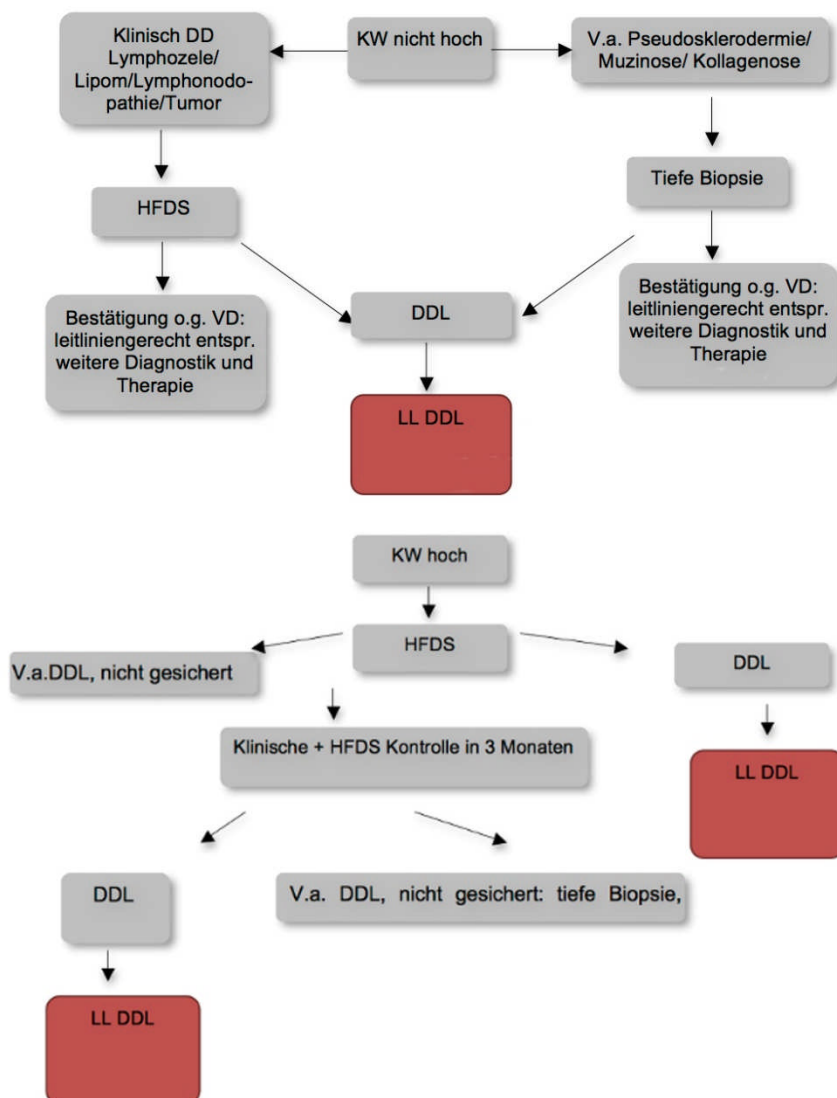 Klinisch DD
Lymphozele/
Lipom/Lymphonodo-
pathie/Tumor
KW nicht hoch
V.a. Pseudosklerodermie/
Muzinose/ Kollagenose
HFDS
Tiefe Biopsie
Bestätigung o.g. VD:
leitliniengerecht entspr.
weitere Diagnostik und
Therapie
DDL
Bestätigung o.g. VD:
leitliniengerecht entspr.
weitere Diagnostik und
Therapie
LL DDL
KW hoch
HFDS
V.a.DDL, nicht gesichert
DDL
Klinische + HFDS Kontrolle in 3 Monaten
LL DDL
DDL
V.a. DDL, nicht gesichert: tiefe Biopsie,
LL DDL